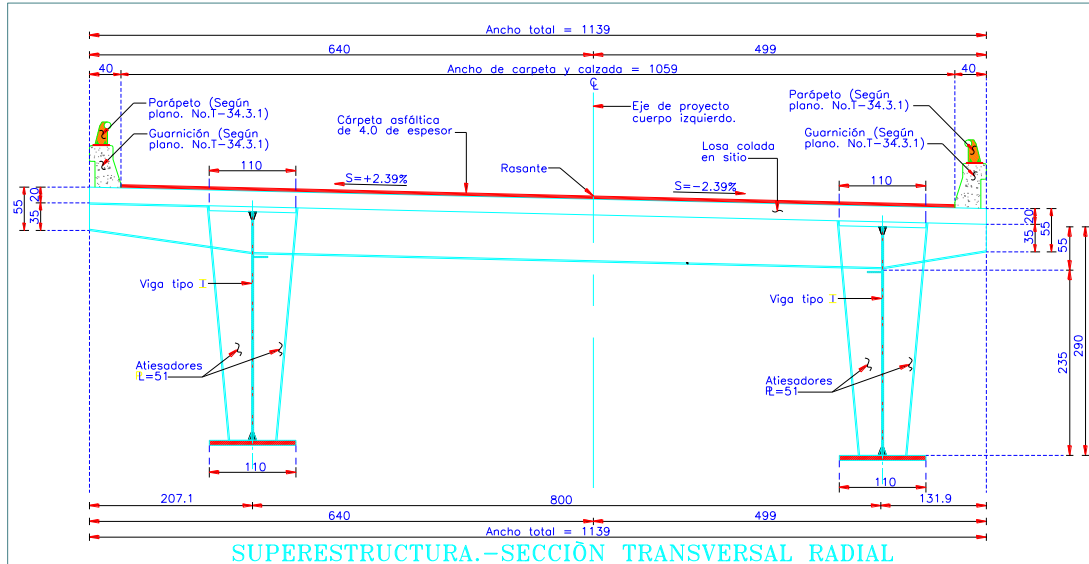 Ancho total = 1139
640
499
40
Ancho de carpeta y calzada = 1059
40
℄
Parápeto (Según
plano. No.T-34.3.1)
Guarnición (Según
plano. No.T-34.3.1)
Cárpeta asfáltica
de 4.0 de espesor
Eje de proyecto
cuerpo izquierdo.
Parápeto (Según
plano. No.T-34.3.1)
Guarnición (Según
plano. No.T-34.3.1)
Losa colada
en sitio
Rasante
110
S=+2.39%
S=-2.39%
110
55
35
20
20
35
55
55
235
290
Viga tipo I
Viga tipo I
Atiesadores
L=51
Atiesadores
PL=51
110
110
207.1
800
131.9
640
499
Ancho total = 1139
SUPERESTRUCTURA.-SECCIÒN TRANSVERSAL RADIAL